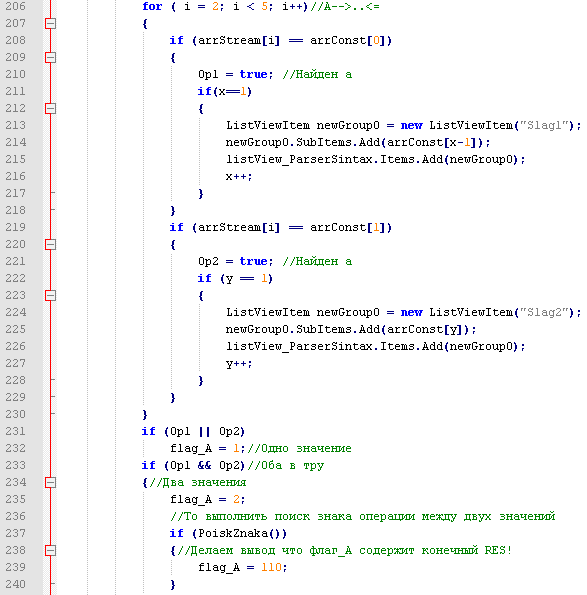 206 for ( i = 2; i < 5; i++)//A-->..<=
207 {
208 if (arrStream[i] == arrConst[0])
209 {
210 Op1 = true; //Найден а
211 if(x==1)
212 {
213 ListViewItem newGroup0 = new ListViewItem("Slag1");
214 newGroup0.SubItems.Add(arrConst[x-1]);
215 listView_ParserSintax.Items.Add(newGroup0);
216 x++;
217 }
218 }
219 if (arrStream[i] == arrConst[1])
220 {
221 Op2 = true; //Найден а
222 if (y == 1)
223 {
224 ListViewItem newGroup0 = new ListViewItem("Slag2");
225 newGroup0.SubItems.Add(arrConst[y]);
226 listView_ParserSintax.Items.Add(newGroup0);
227 y++;
228 }
229 }
230 }
231 if (Op1 || Op2)
232 flag_A = 1;//Одно значение
233 if (Op1 && Op2)//Оба в тру
234 {//Два значения
235 flag_A = 2;
236 //То выполнить поиск знака операции между двух значений
237 if (PoiskZnaka())
238 {//Делаем вывод что флаг_А содержит конечный RES!
239 flag_A = 110;
240 }